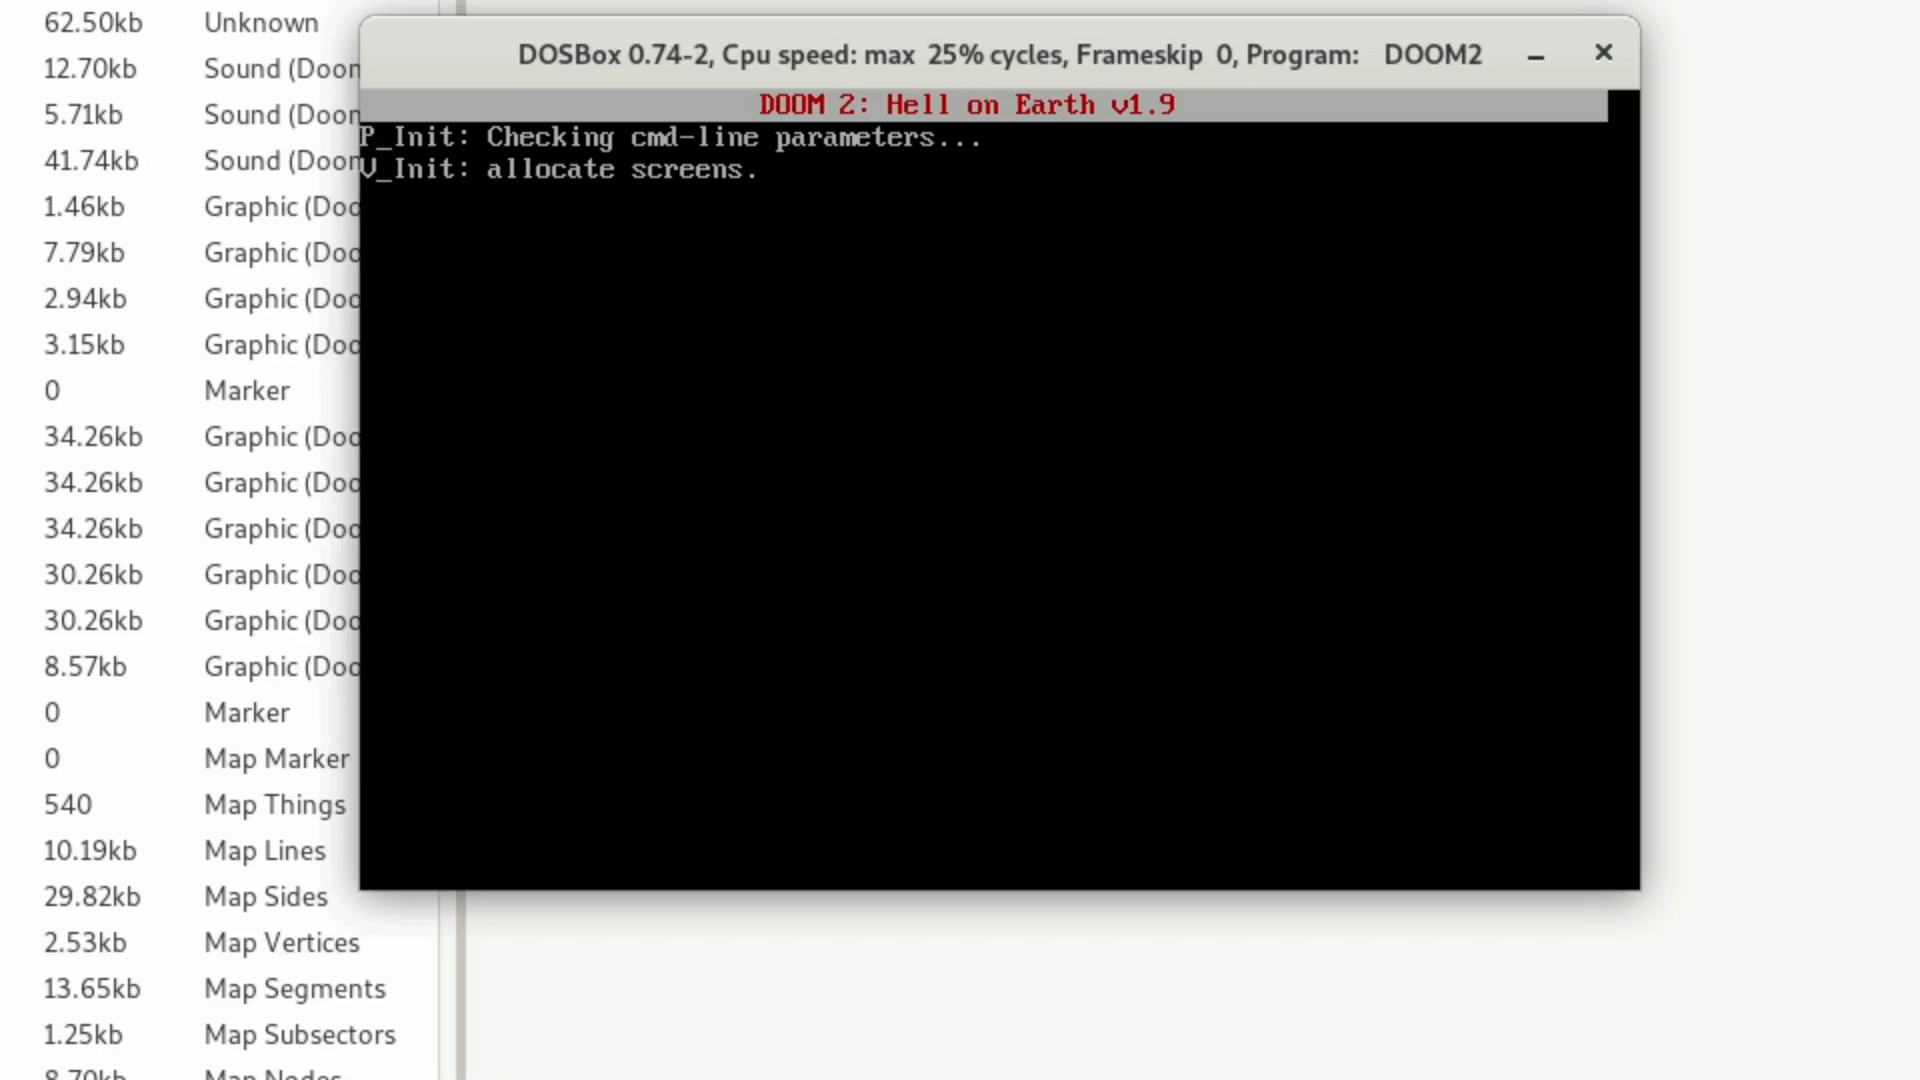 62.50kb Unknown
12.70kb Sound (Doom
5.71kb Sound (Doom
41.74kb Sound (Doom
1.46kb Graphic (Doo
7.79kb Graphic (Doo
2.94kb Graphic (Doo
3.15kb Graphic (Doo
0 Marker
34.26kb Graphic (Doo
34.26kb Graphic (Doo
34.26kb Graphic (Doo
30.26kb Graphic (Doo
30.26kb Graphic (Doo
8.57kb Graphic (Doo
0 Marker
0 Map Marker
540 Map Things
10.19kb Map Lines
29.82kb Map Sides
2.53kb Map Vertices
13.65kb Map Segments
1.25kb Map Subsectors
8.70kb Map Nodes
DOSBox 0.74-2, Cpu speed: max 25% cycles, Frameskip 0, Program: DOOM2
DOOM 2: Hell on Earth v1.9
P_Init: Checking cmd-line parameters...
V_Init: allocate screens.